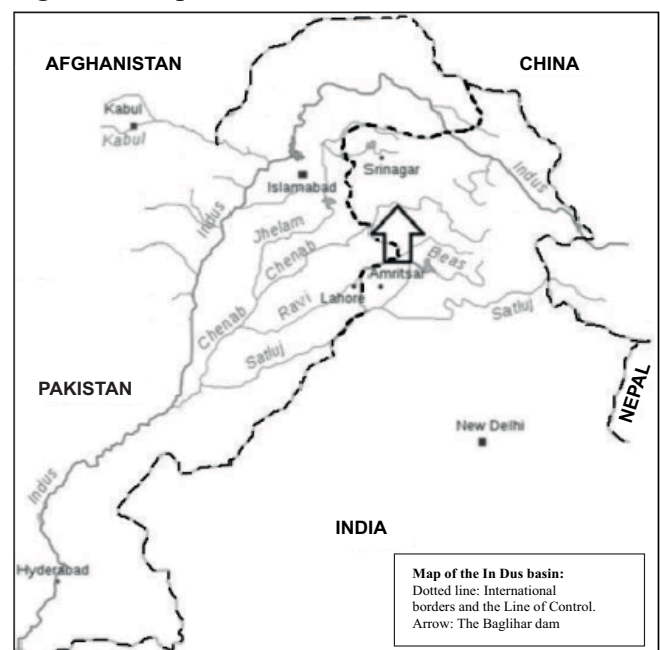 AFGHANISTAN
CHINA
Kabul
Kabul
Srinagar
Indus
Islamabad
Indus
Jhelam
Chenab
Beas
Amritsar
Lahore
Ravi
Chenab
Satluj
Satluj
PAKISTAN
NEPAL
New Delhi
Indus
INDIA
Hyderabad
Map of the In Dus basin:
Dotted line: International
borders and the Line of Control.
Arrow: The Baglihar dam